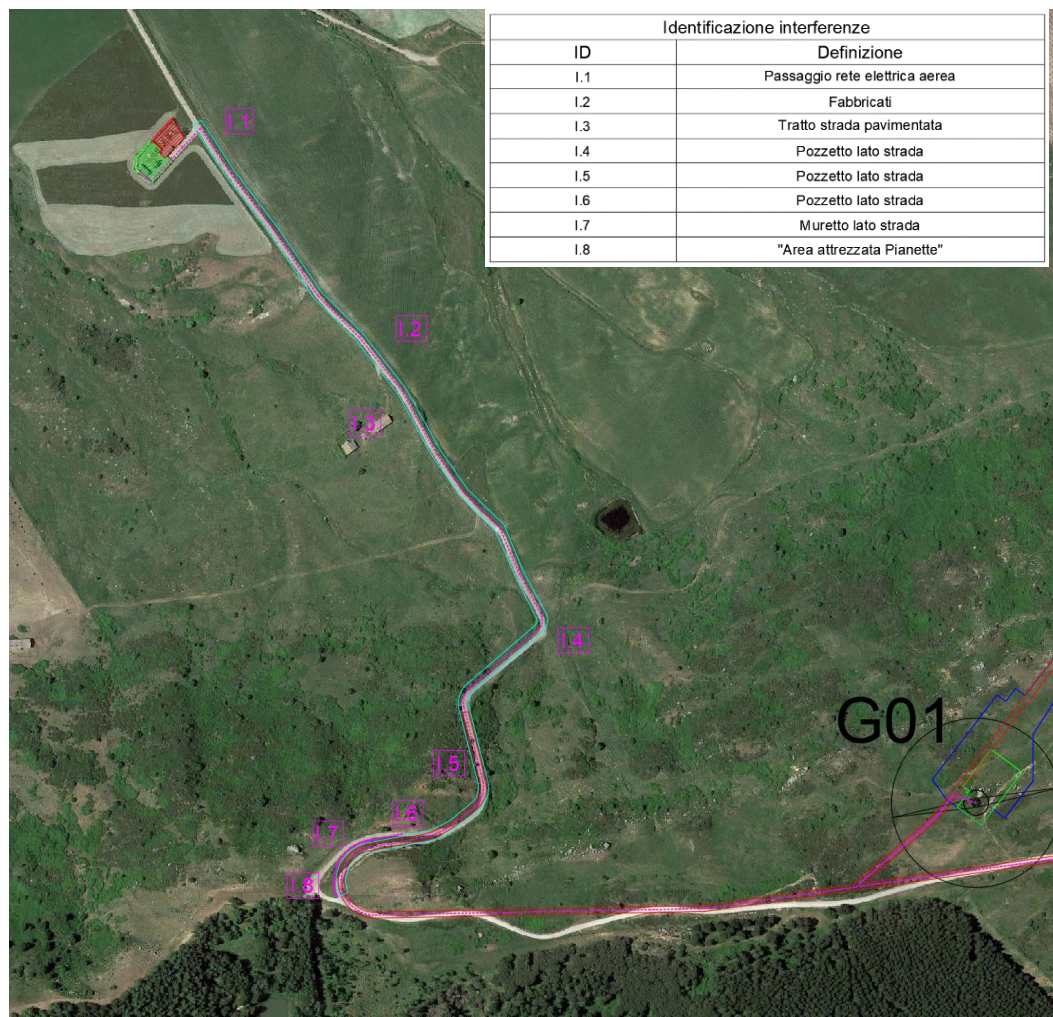 Identificazione interferenze
ID Definizione
I.1 Passaggio rete elettrica aerea
I.2 Fabbricati
I.3 Tratto strada pavimentata
I.4 Pozzetto lato strada
I.5 Pozzetto lato strada
I.6 Pozzetto lato strada
I.7 Muretto lato strada
I.8 "Area attrezzata Pianette"
I.1
I.2
I.3
I.4
G01
I.5
I.6
I.7
I.8